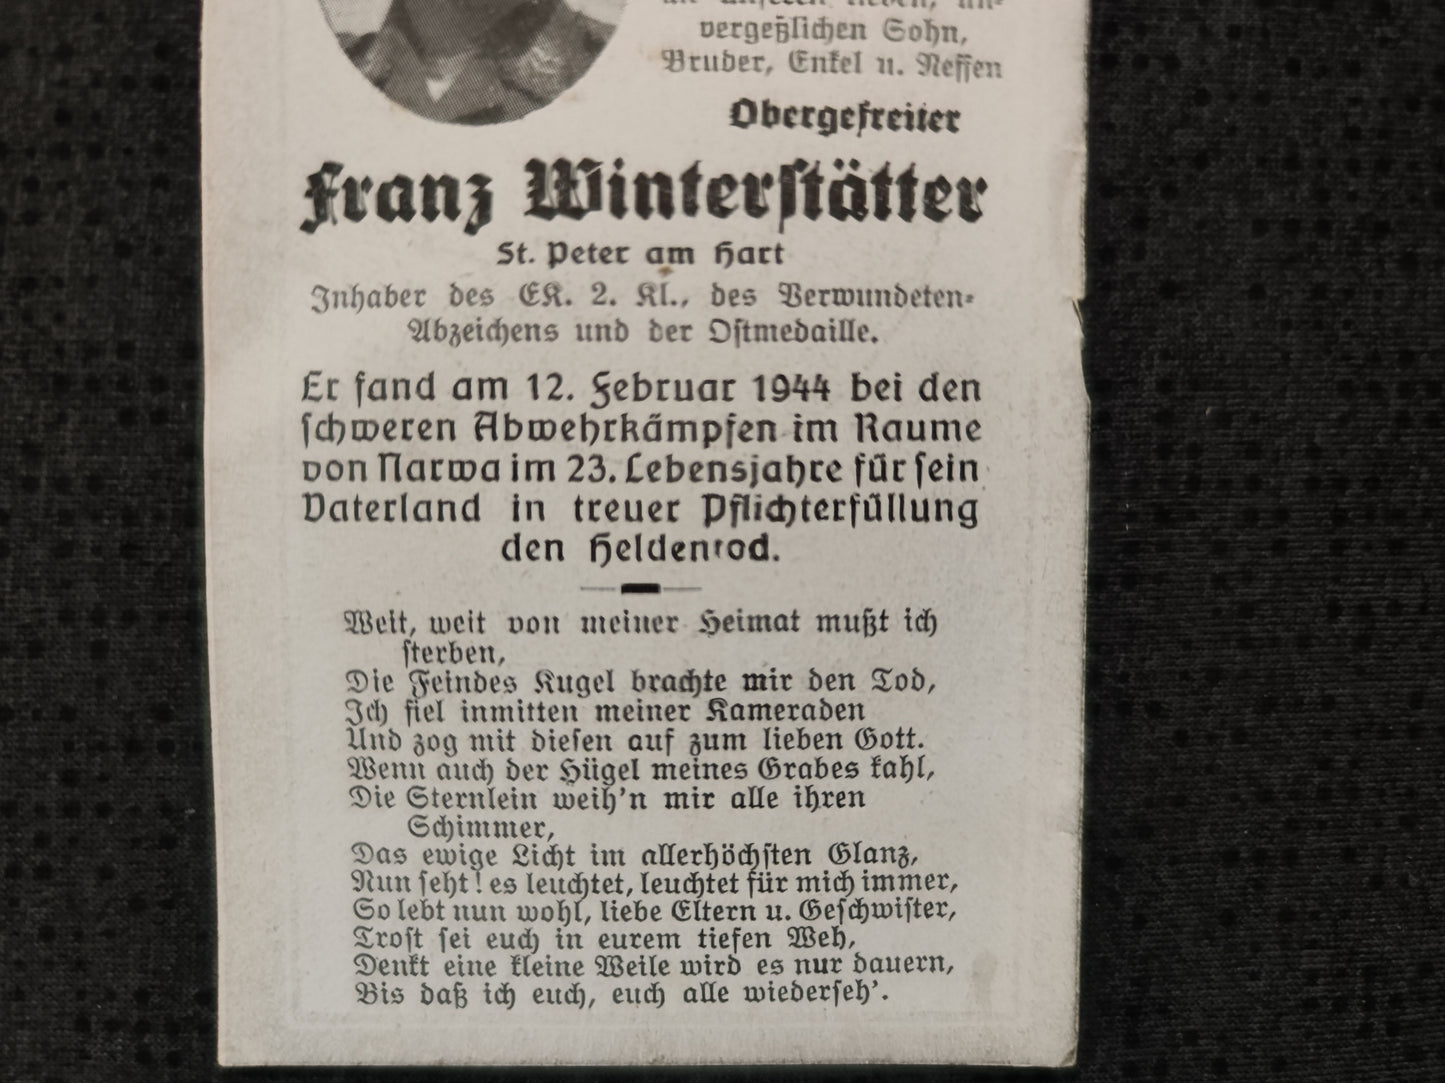 an unseren lieben, un-
vergeßlichen Sohn,
Bruder, Enkel u. Neffen
Obergefreiter
Franz Winterstätter
St. Peter am Hart
Inhaber des EK. 2. Kl., des Verwundeten-
Abzeichens und der Ostmedaille.
Er fand am 12. Februar 1944 bei den
schweren Abwehrkämpfen im Raume
von Narwa im 23. Lebensjahre für sein
Vaterland in treuer Pflichterfüllung
den Heldentod.
Weit, weit von meiner Heimat mußt ich
sterben,
Die Feindes Kugel brachte mir den Tod,
Ich fiel inmitten meiner Kameraden
Und zog mit diesen auf zum lieben Gott.
Wenn auch der Hügel meines Grabes kahl,
Die Sternlein weih'n mir alle ihren
Schimmer,
Das ewige Licht im allerhöchsten Glanz,
Nun seht! es leuchtet, leuchtet für mich immer,
So lebt nun wohl, liebe Eltern u. Geschwister,
Trost sei euch in eurem tiefen Weh,
Denkt eine kleine Weile wird es nur dauern,
Bis daß ich euch, euch alle wiederseh'.